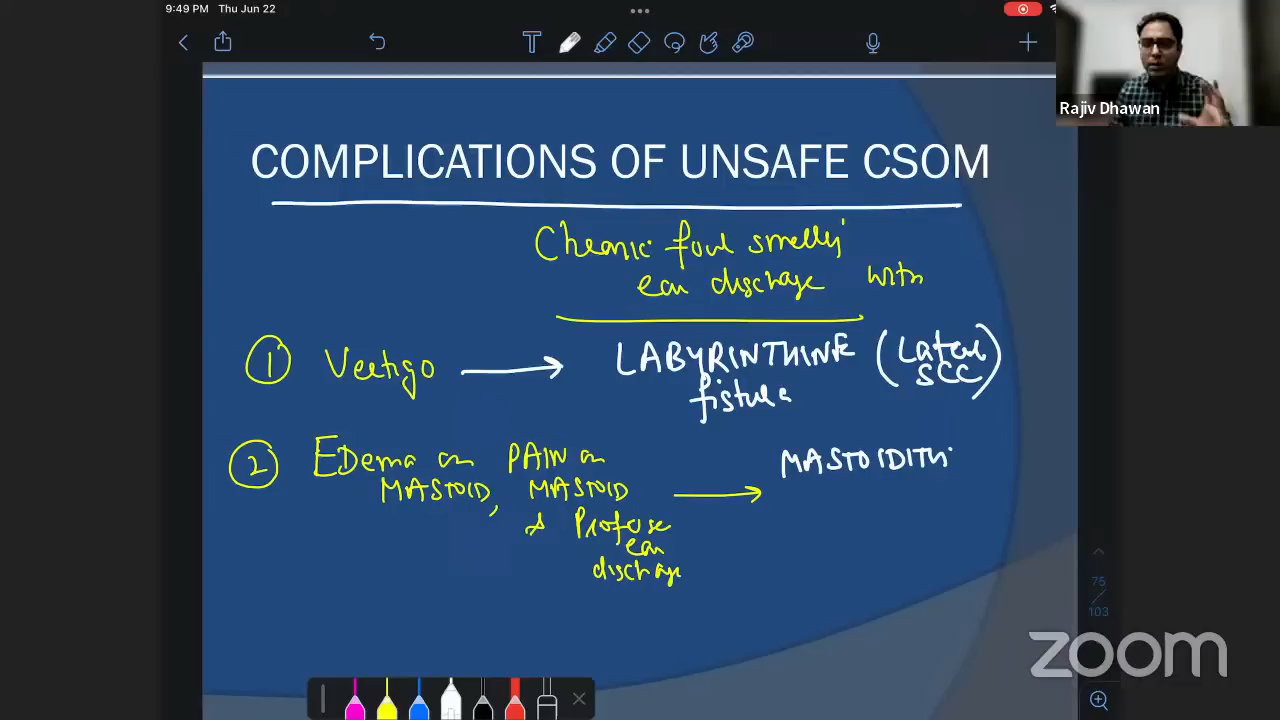 9:49 PM Thu Jun 22
Rajiv Dhawan
COMPLICATIONS OF UNSAFE CSOM
Chronic foul smelly
ear discharge with
1 Vertigo → LABYRINTHINE (Lateral SCC)
fistula
2 Edema on MASTOID, PAIN on MASTOID → MASTOIDITIS
& Profuse
ear
discharge
75
103
zoom